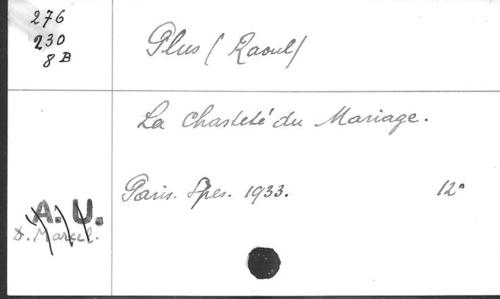 276
230
8 B
Plus (Raoul)
La Chasteté du Mariage.
Paris. Spes. 1933. 12°
A. U.
D. Marcel.